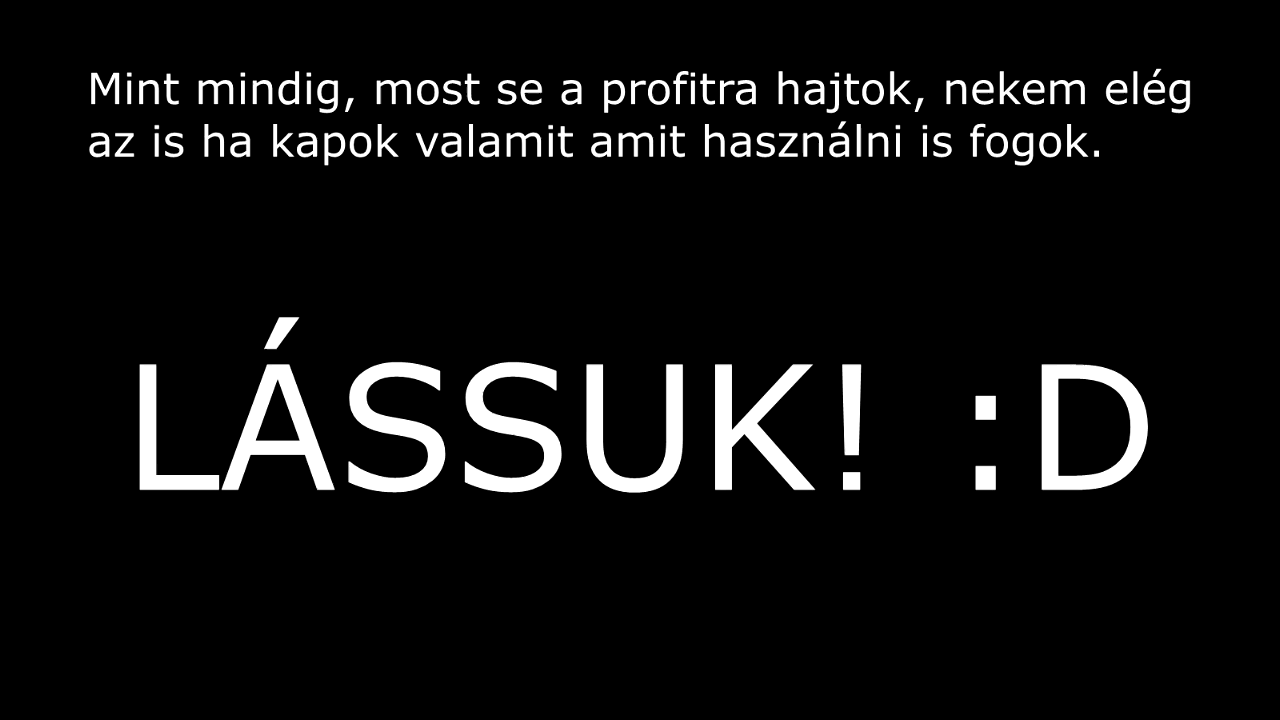 Mint mindig, most se a profitra hajtok, nekem elég
az is ha kapok valamit amit használni is fogok.
LÁSSUK! :D